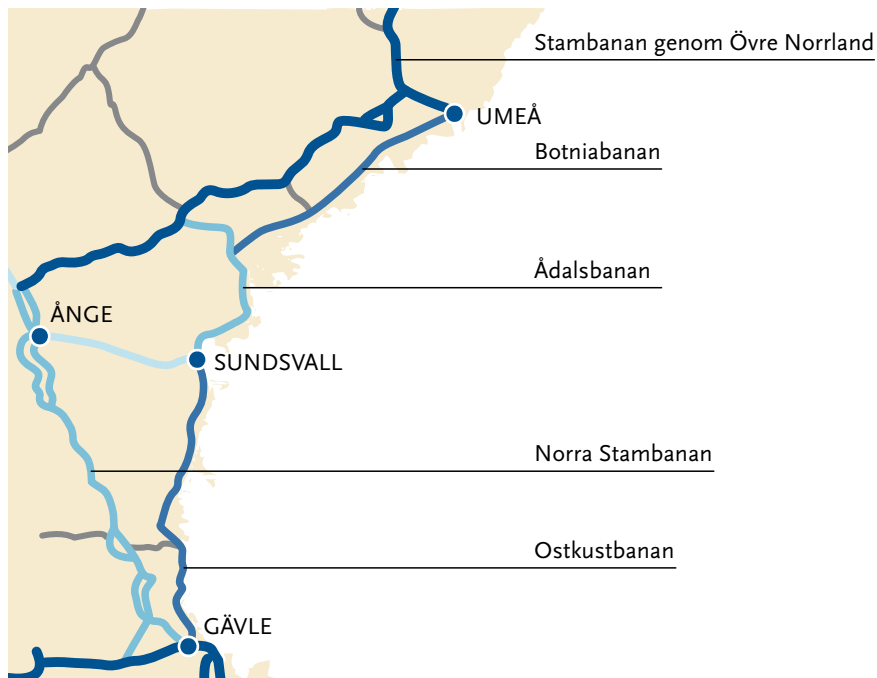 Stambanan genom Övre Norrland
UMEÅ
Botniabanan
Ådalsbanan
ÅNGE
SUNDSVALL
Norra Stambanan
Ostkustbanan
GÄVLE